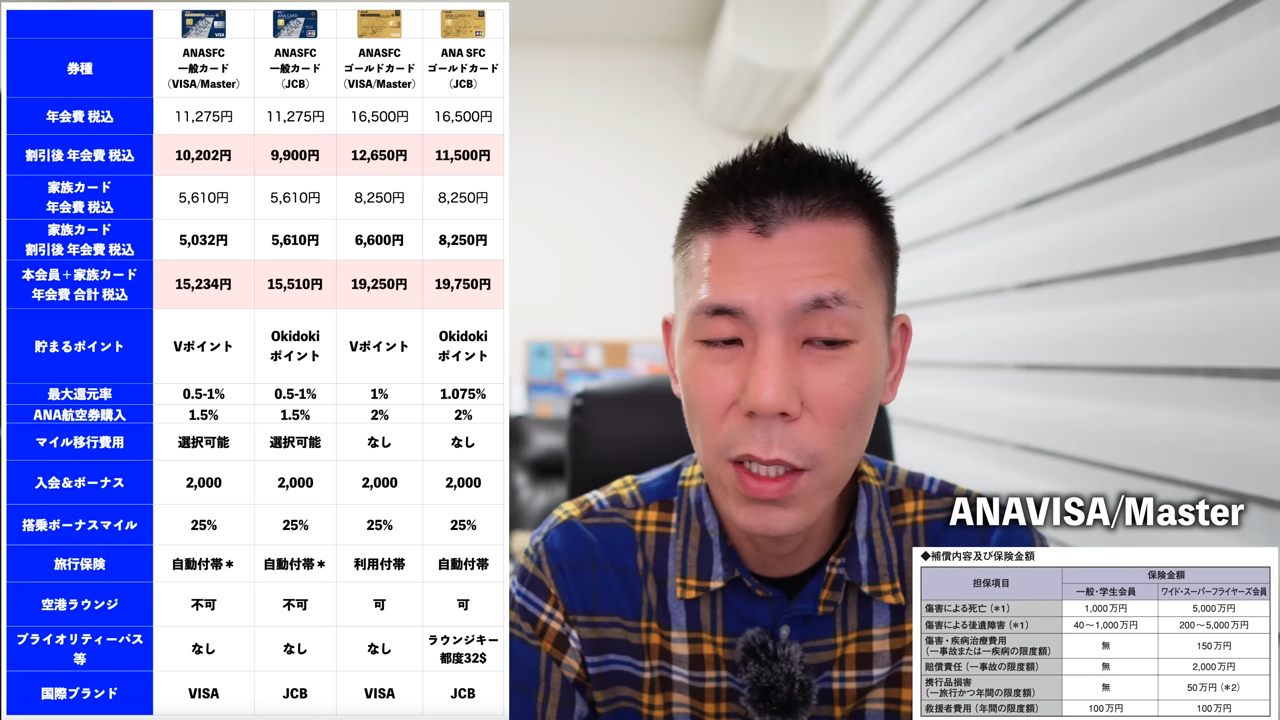 券種
ANASFC
一般カード
（VISA/Master）
ANASFC
一般カード
（JCB）
ANASFC
ゴールドカード
（VISA/Master）
ANA SFC
ゴールドカード
（JCB）
年会費 税込 11,275円 11,275円 16,500円 16,500円
割引後 年会費 税込 10,202円 9,900円 12,650円 11,500円
家族カード
年会費 税込 5,610円 5,610円 8,250円 8,250円
家族カード
割引後 年会費 税込 5,032円 5,610円 6,600円 8,250円
本会員＋家族カード
年会費 合計 税込 15,234円 15,510円 19,250円 19,750円
貯まるポイント Vポイント Okidoki
ポイント Vポイント Okidoki
ポイント
最大還元率 0.5-1% 0.5-1% 1% 1.075%
ANA航空券購入 1.5% 1.5% 2% 2%
マイル移行費用 選択可能 選択可能 なし なし
入会＆ボーナス 2,000 2,000 2,000 2,000
搭乗ボーナスマイル 25% 25% 25% 25%
旅行保険 自動付帯＊ 自動付帯＊ 利用付帯 自動付帯
空港ラウンジ 不可 不可 可 可
プライオリティーパス
等 なし なし なし ラウンジキー
都度32$
国際ブランド VISA JCB VISA JCB
ANAVISA/Master
◆補償内容及び保険金額
担保項目 保険金額
一般・学生会員 ワイド・スーパーフライヤーズ会員
傷害による死亡（＊1） 1,000万円 5,000万円
傷害による後遺障害（＊1） 40〜1,000万円 200〜5,000万円
傷害・疾病治療費用
（一事故または一疾病の限度額） 無 150万円
賠償責任（一事故の限度額） 無 2,000万円
携行品損害
（一旅行かつ年間の限度額） 無 50万円（＊2）
救援者費用（年間の限度額） 100万円 100万円